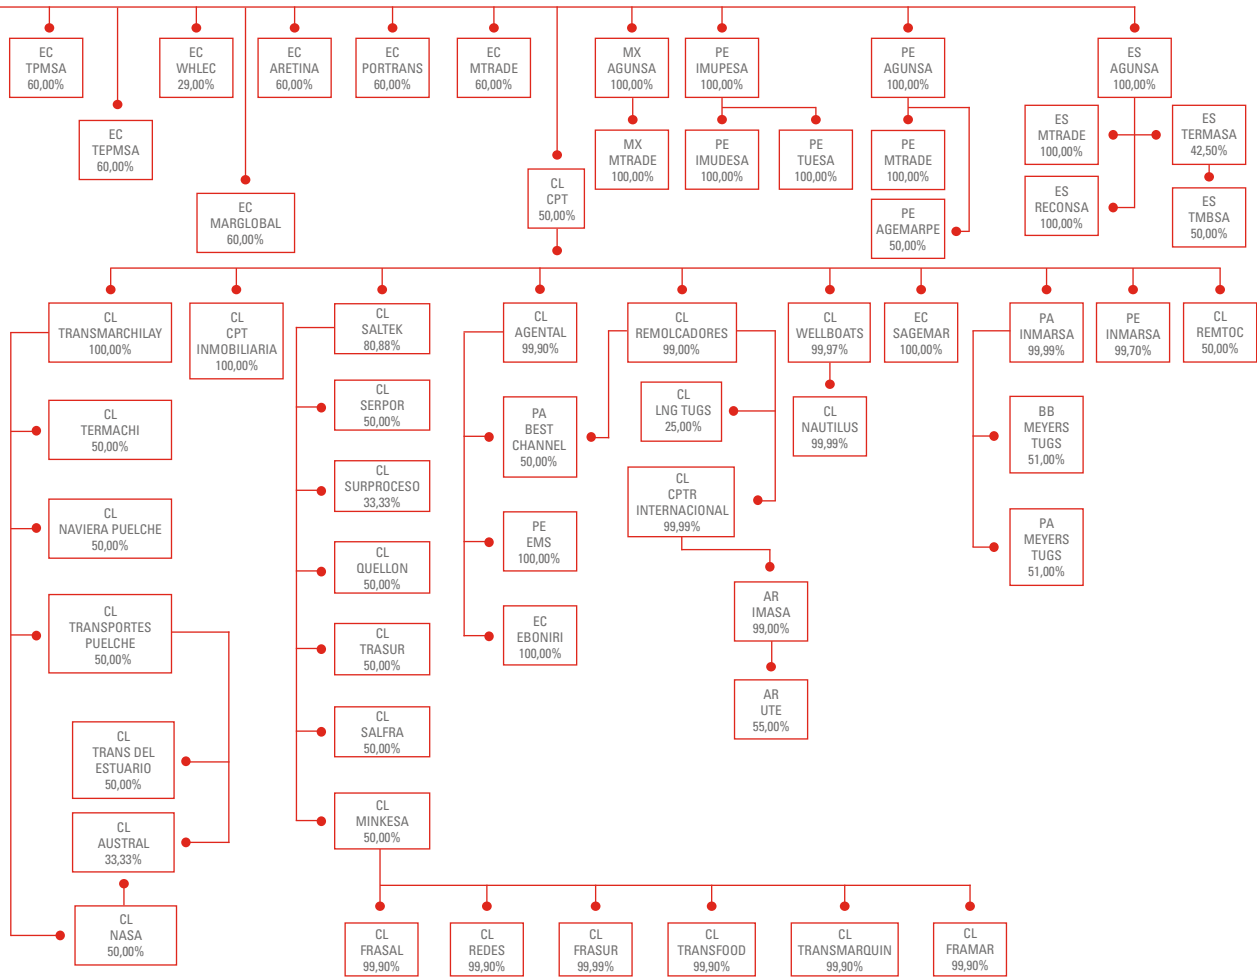 EC
TPMSA
60,00%
EC
WHLEC
29,00%
EC
ARETINA
60,00%
EC
PORTRANS
60,00%
EC
MTRADE
60,00%
MX
AGUNSA
100,00%
PE
IMUPESA
100,00%
PE
AGUNSA
100,00%
ES
AGUNSA
100,00%
EC
TEPMSA
60,00%
EC
MARGLOBAL
60,00%
CL
CPT
50,00%
MX
MTRADE
100,00%
PE
IMUDESA
100,00%
PE
TUESA
100,00%
PE
MTRADE
100,00%
PE
AGEMARPE
50,00%
ES
MTRADE
100,00%
ES
TERMASA
42,50%
ES
RECONSA
100,00%
ES
TMBSA
50,00%
CL
TRANSMARCHILAY
100,00%
CL
CPT
INMOBILIARIA
100,00%
CL
SALTEK
80,88%
CL
AGENTAL
99,90%
CL
REMOLCADORES
99,00%
CL
WELLBOATS
99,97%
EC
SAGEMAR
100,00%
PA
INMARSA
99,99%
PE
INMARSA
99,70%
CL
REMTOC
50,00%
CL
TERMACHI
50,00%
CL
SERPOR
50,00%
PA
BEST
CHANNEL
50,00%
CL
LNG TUGS
25,00%
CL
NAUTILUS
99,99%
BB
MEYERS
TUGS
51,00%
CL
NAVIERA PUELCHE
50,00%
CL
SURPROCESO
33,33%
PE
EMS
100,00%
CL
CPTR
INTERNACIONAL
99,99%
PA
MEYERS
TUGS
51,00%
CL
TRANSPORTES
PUELCHE
50,00%
CL
QUELLON
50,00%
CL
TRASUR
50,00%
EC
EBONIRI
100,00%
AR
IMASA
99,00%
CL
TRANS DEL
ESTUARIO
50,00%
CL
SALFRA
50,00%
AR
UTE
55,00%
CL
AUSTRAL
33,33%
CL
MINKESA
50,00%
CL
NASA
50,00%
CL
FRASAL
99,90%
CL
REDES
99,90%
CL
FRASUR
99,99%
CL
TRANSFOOD
99,90%
CL
TRANSMARQUIN
99,90%
CL
FRAMAR
99,90%